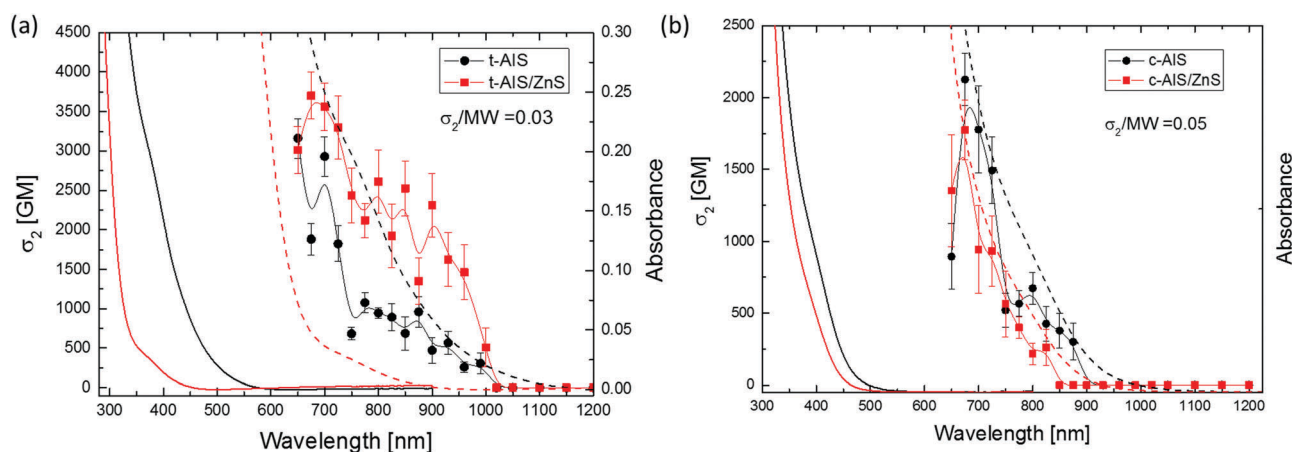 (a)
4500
4000
3500
3000
2500
2000
1500
1000
500
0
σ₂ [GM]
300 400 500 600 700 800 900 1000 1100 1200
Wavelength [nm]
0.30
0.25
0.20
0.15
0.10
0.05
0.00
Absorbance
t-AIS
t-AIS/ZnS
σ₂/MW =0.03
(b)
2500
2000
1500
1000
500
0
σ₂ [GM]
300 400 500 600 700 800 900 1000 1100 1200
Wavelength [nm]
Absorbance
c-AIS
c-AIS/ZnS
σ₂/MW =0.05